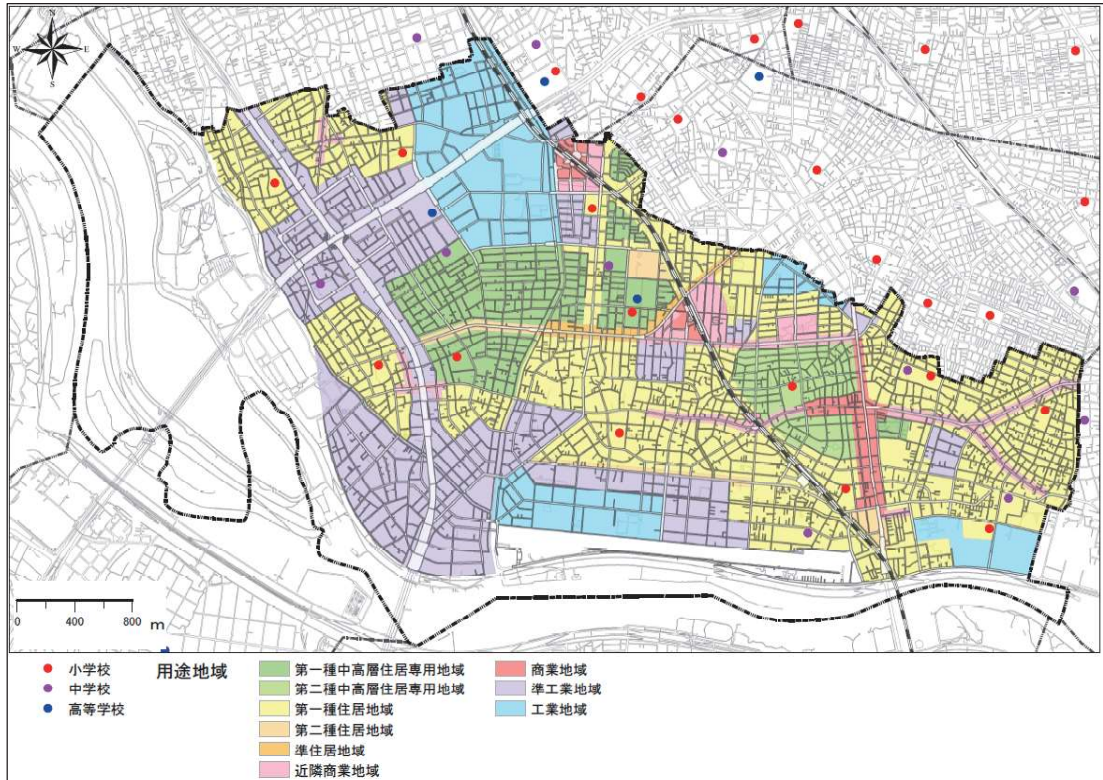 N
W
E
S
0
400
800
m
小学校
中学校
高等学校
用途地域
第一種中高層住居専用地域
第二種中高層住居専用地域
第一種住居地域
第二種住居地域
準住居地域
近隣商業地域
商業地域
準工業地域
工業地域